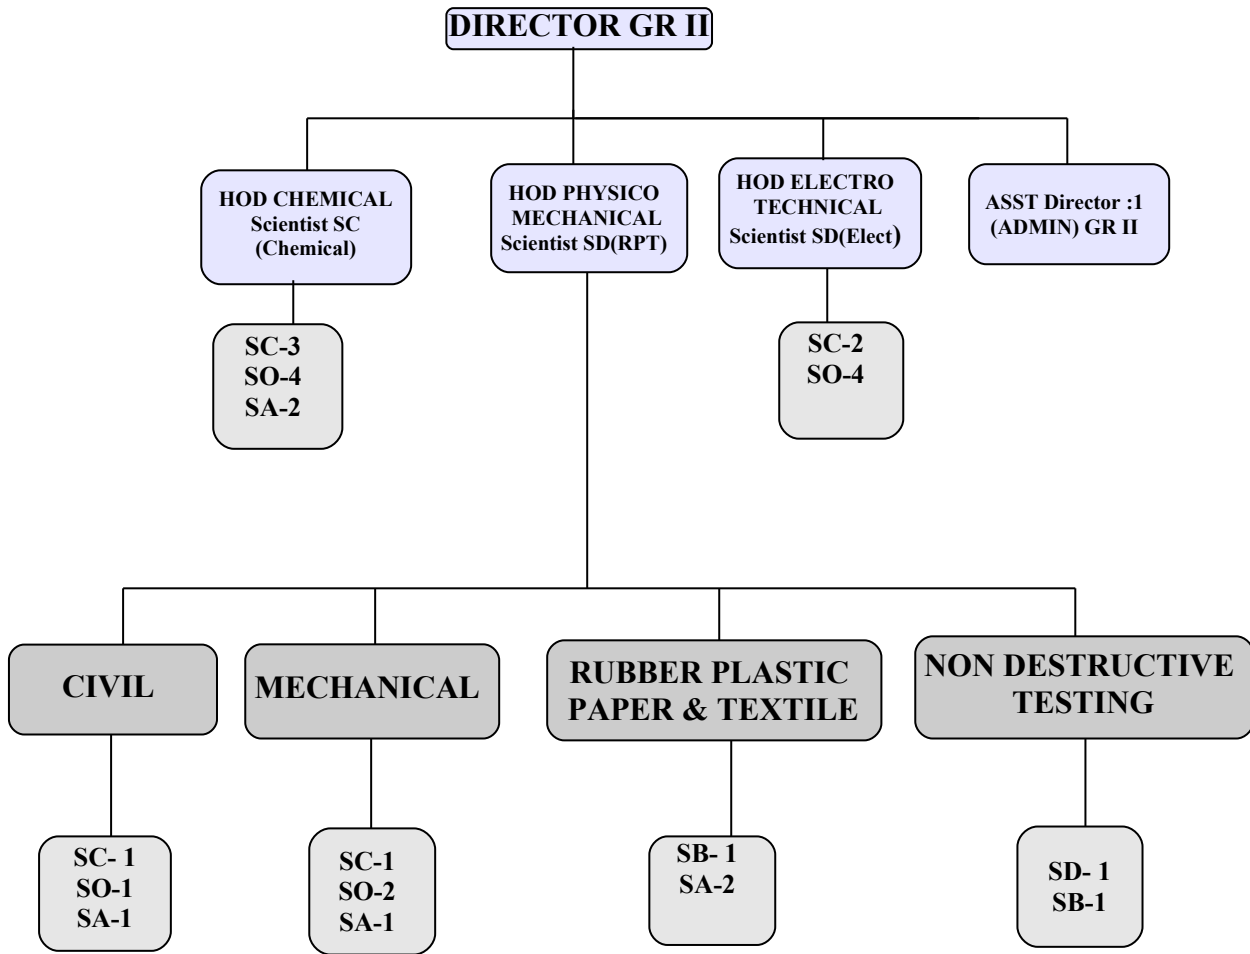 DIRECTOR GR II
HOD CHEMICAL
Scientist SC
(Chemical)
HOD PHYSICO
MECHANICAL
Scientist SD(RPT)
HOD ELECTRO
TECHNICAL
Scientist SD(Elect)
ASST Director :1
(ADMIN) GR II
SC-3
SO-4
SA-2
SC-2
SO-4
CIVIL
MECHANICAL
RUBBER PLASTIC
PAPER & TEXTILE
NON DESTRUCTIVE
TESTING
SC- 1
SO-1
SA-1
SC-1
SO-2
SA-1
SB- 1
SA-2
SD- 1
SB-1